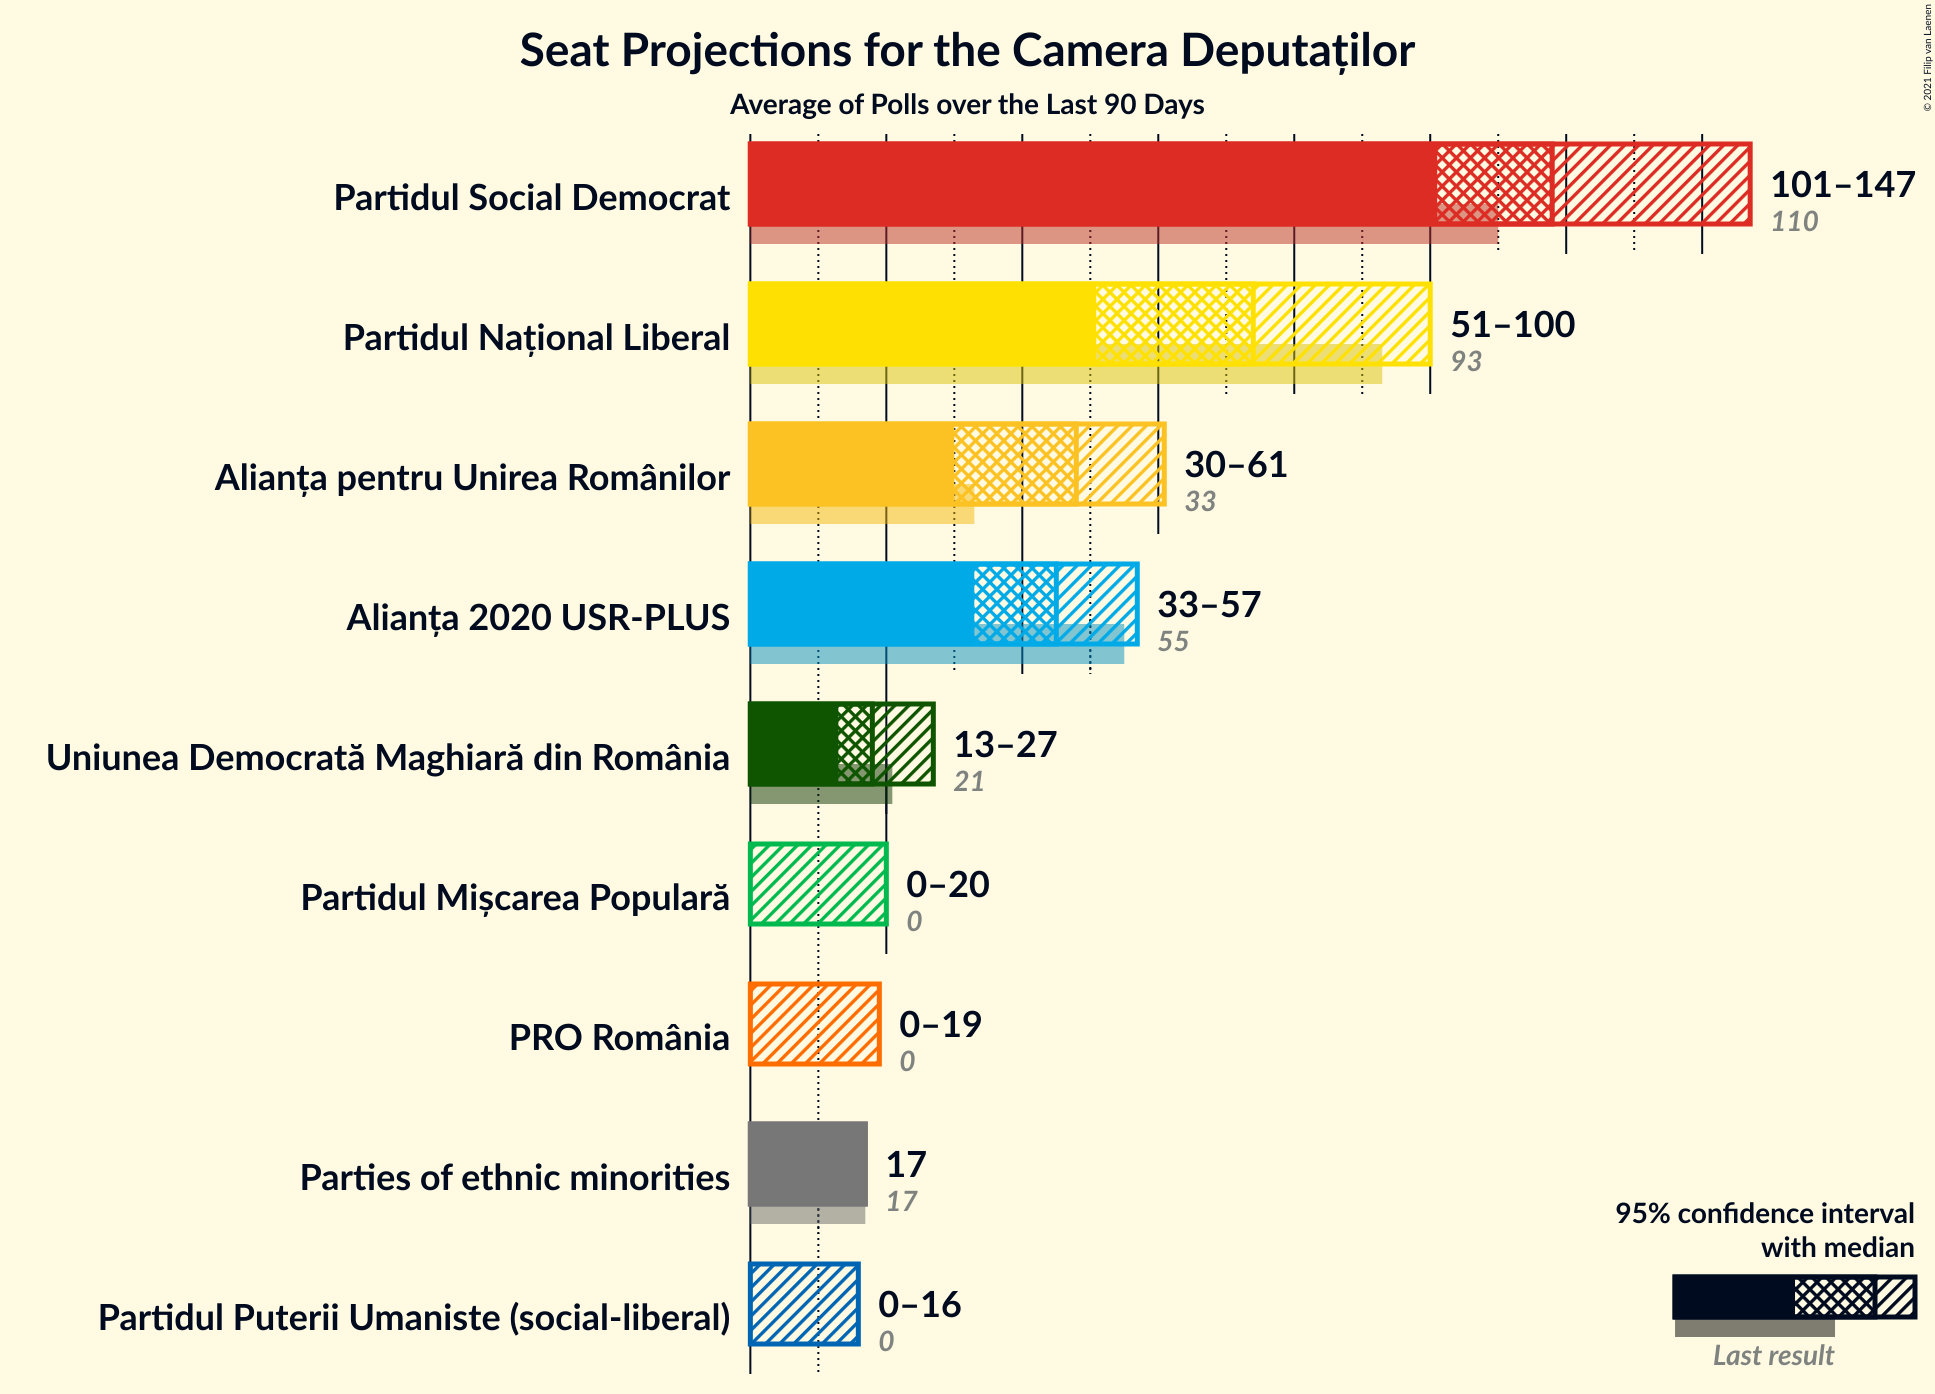 Seat Projections for the Camera Deputaților
Average of Polls over the Last 90 Days
© 2021 Filip van Laenen
Partidul Social Democrat
101–147
110
Partidul Național Liberal
51–100
93
Alianța pentru Unirea Românilor
30–61
33
Alianța 2020 USR-PLUS
33–57
55
Uniunea Democrată Maghiară din România
13–27
21
Partidul Mișcarea Populară
0–20
0
PRO România
0–19
0
Parties of ethnic minorities
17
17
Partidul Puterii Umaniste (social-liberal)
0–16
0
95% confidence interval
with median
Last result